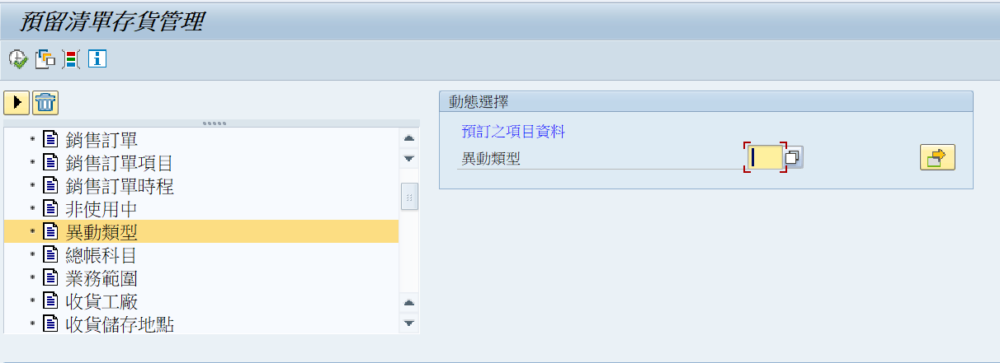 預留清單存貨管理
銷售訂單
銷售訂單項目
銷售訂單時程
非使用中
異動類型
總帳科目
業務範圍
收貨工廠
收貨儲存地點
動態選擇
預訂之項目資料
異動類型